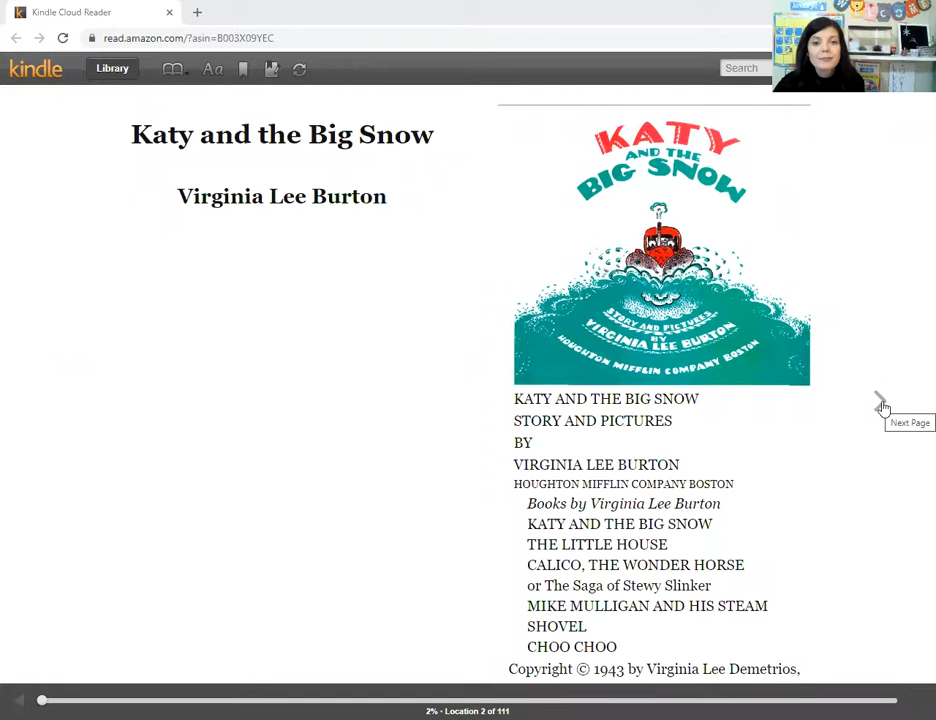 Kindle Cloud Reader
read.amazon.com/?asin=B003X09YEC
kindle
Library
Aa
Search
Katy and the Big Snow
Virginia Lee Burton
KATY
AND THE
BIG SNOW
STORY AND PICTURES
BY
VIRGINIA LEE BURTON
HOUGHTON MIFFLIN COMPANY BOSTON
KATY AND THE BIG SNOW
STORY AND PICTURES
BY
VIRGINIA LEE BURTON
HOUGHTON MIFFLIN COMPANY BOSTON
Books by Virginia Lee Burton
KATY AND THE BIG SNOW
THE LITTLE HOUSE
CALICO, THE WONDER HORSE
or The Saga of Stewy Slinker
MIKE MULLIGAN AND HIS STEAM
SHOVEL
CHOO CHOO
Copyright © 1943 by Virginia Lee Demetrios,
Next Page
2% · Location 2 of 111